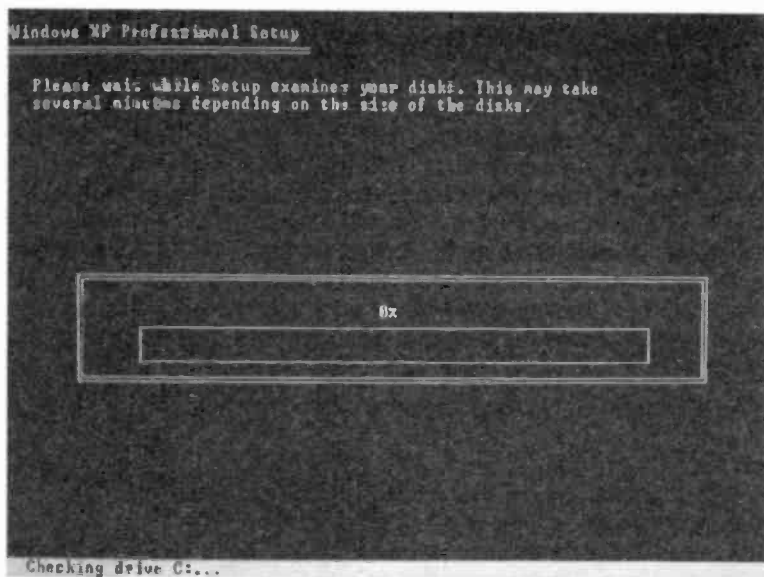 Windows XP Professional Setup
Please wait while Setup examines your disks. This may take
several minutes depending on the size of the disks.
0%
Checking drive C:...